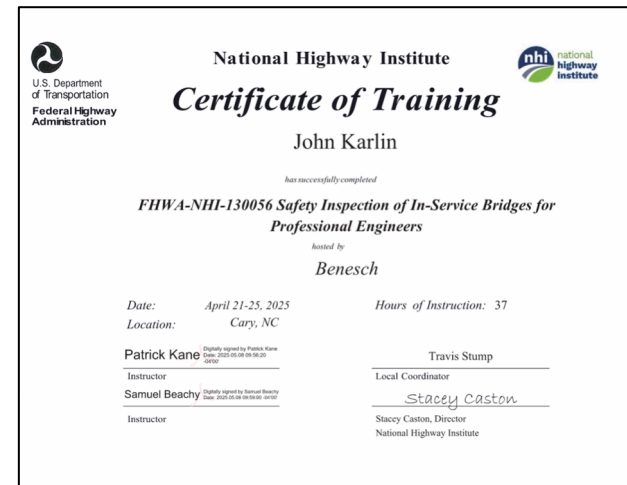 U.S. Department
of Transportation
Federal Highway
Administration
National Highway Institute
nhi national
highway
institute
Certificate of Training
John Karlin
has successfully completed
FHWA-NHI-130056 Safety Inspection of In-Service Bridges for
Professional Engineers
hosted by
Benesch
Date: April 21-25, 2025
Hours of Instruction: 37
Location: Cary, NC
Patrick Kane
Digitally signed by Patrick Kane
Date: 2025.05.08 09:56:20
-04'00'
Travis Stump
Instructor
Local Coordinator
Samuel Beachy
Digitally signed by Samuel Beachy
Date: 2025.05.08 09:59:00 -04'00'
Stacey Caston
Instructor
Stacey Caston, Director
National Highway Institute